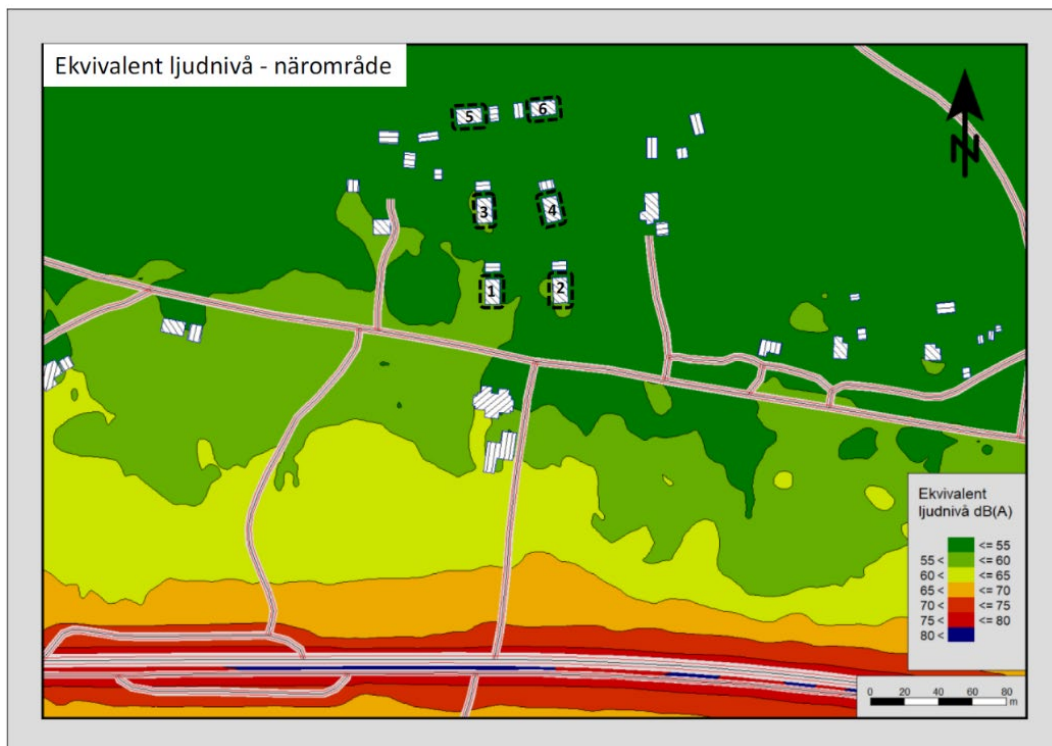 Ekvivalent ljudnivå - närområde
5
6
3
4
1
2
N
Ekvivalent
ljudnivå dB(A)
<= 55
55 < <= 60
60 < <= 65
65 < <= 70
70 < <= 75
75 < <= 80
80 <
0 20 40 60 80
m